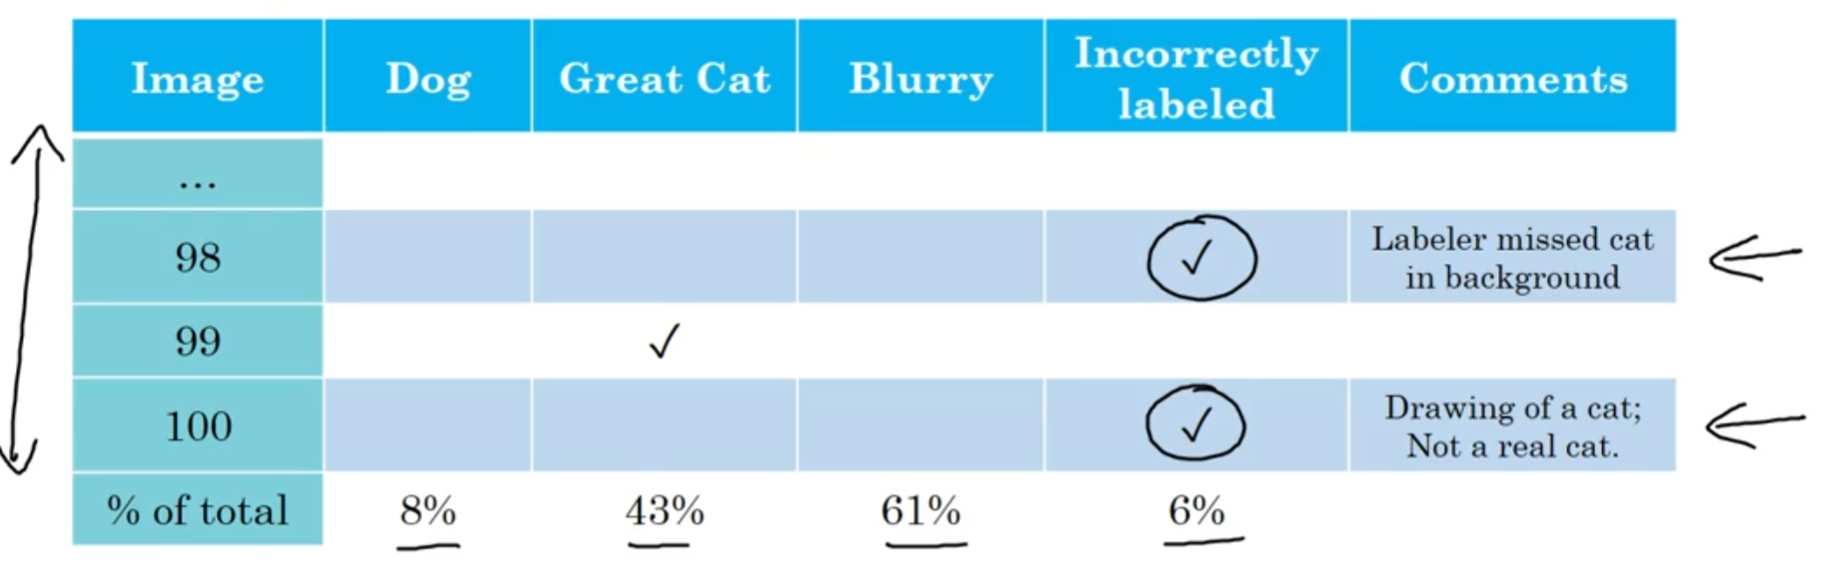 Image Dog Great Cat Blurry Incorrectly labeled Comments
...
98 ✓ Labeler missed cat in background
99 ✓
100 ✓ Drawing of a cat; Not a real cat.
% of total 8% 43% 61% 6%